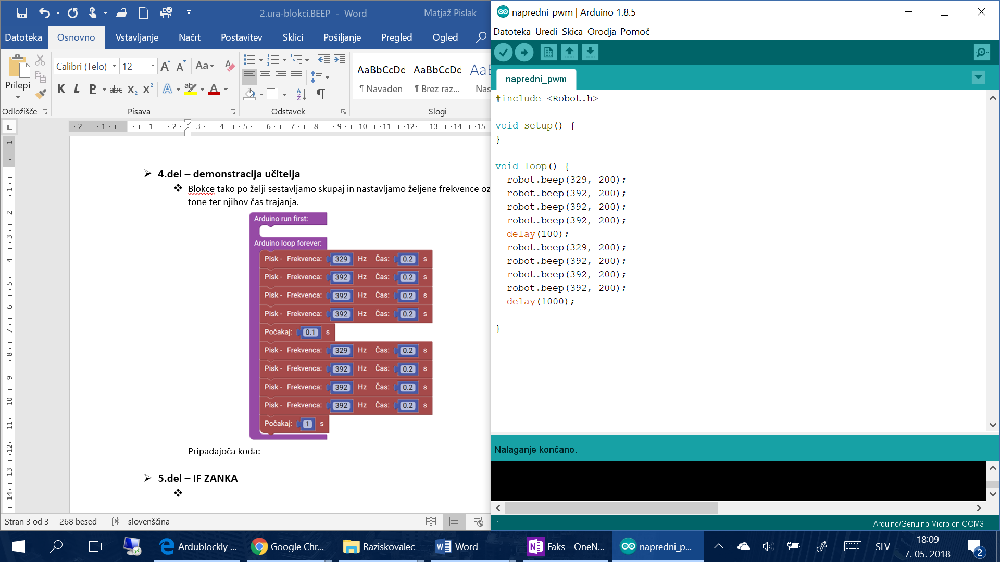 2.ura-blokci.BEEP - Word
Matjaž Pislak
Datoteka
Osnovno
Vstavljanje
Načrt
Postavitev
Sklici
Pošiljanje
Pregled
Ogled
Prilepi
Calibri (Telo)
12
Aa
K L P abc X₂ X²
AaBbCcDc
AaBbCcDc
¶ Navaden
¶ Brez raz...
Nas
Odložišče
Pisava
Odstavek
Slogi
4.del – demonstracija učitelja
Blokce tako po želji sestavljamo skupaj in nastavljamo željene frekvence oz
tone ter njihov čas trajanja.
Arduino run first:
Arduino loop forever:
Pisk - Frekvenca: 329 Hz Čas: 0.2 s
Pisk - Frekvenca: 392 Hz Čas: 0.2 s
Pisk - Frekvenca: 392 Hz Čas: 0.2 s
Pisk - Frekvenca: 392 Hz Čas: 0.2 s
Počakaj: 0.1 s
Pisk - Frekvenca: 329 Hz Čas: 0.2 s
Pisk - Frekvenca: 392 Hz Čas: 0.2 s
Pisk - Frekvenca: 392 Hz Čas: 0.2 s
Pisk - Frekvenca: 392 Hz Čas: 0.2 s
Počakaj: 1 s
Pripadajoča koda:
5.del – IF ZANKA
Stran 3 od 3
268 besed
slovenščina
napredni_pwm | Arduino 1.8.5
Datoteka Uredi Skica Orodja Pomoč
napredni_pwm
#include <Robot.h>
void setup() {
}
void loop() {
robot.beep(329, 200);
robot.beep(392, 200);
robot.beep(392, 200);
robot.beep(392, 200);
delay(100);
robot.beep(329, 200);
robot.beep(392, 200);
robot.beep(392, 200);
robot.beep(392, 200);
delay(1000);
}
Nalaganje končano.
1
Arduino/Genuino Micro on COM3
Ardublockly ...
Google Chr...
Raziskovalec
Word
Faks - OneN...
napredni_p...
SLV
18:09
7. 05. 2018
2